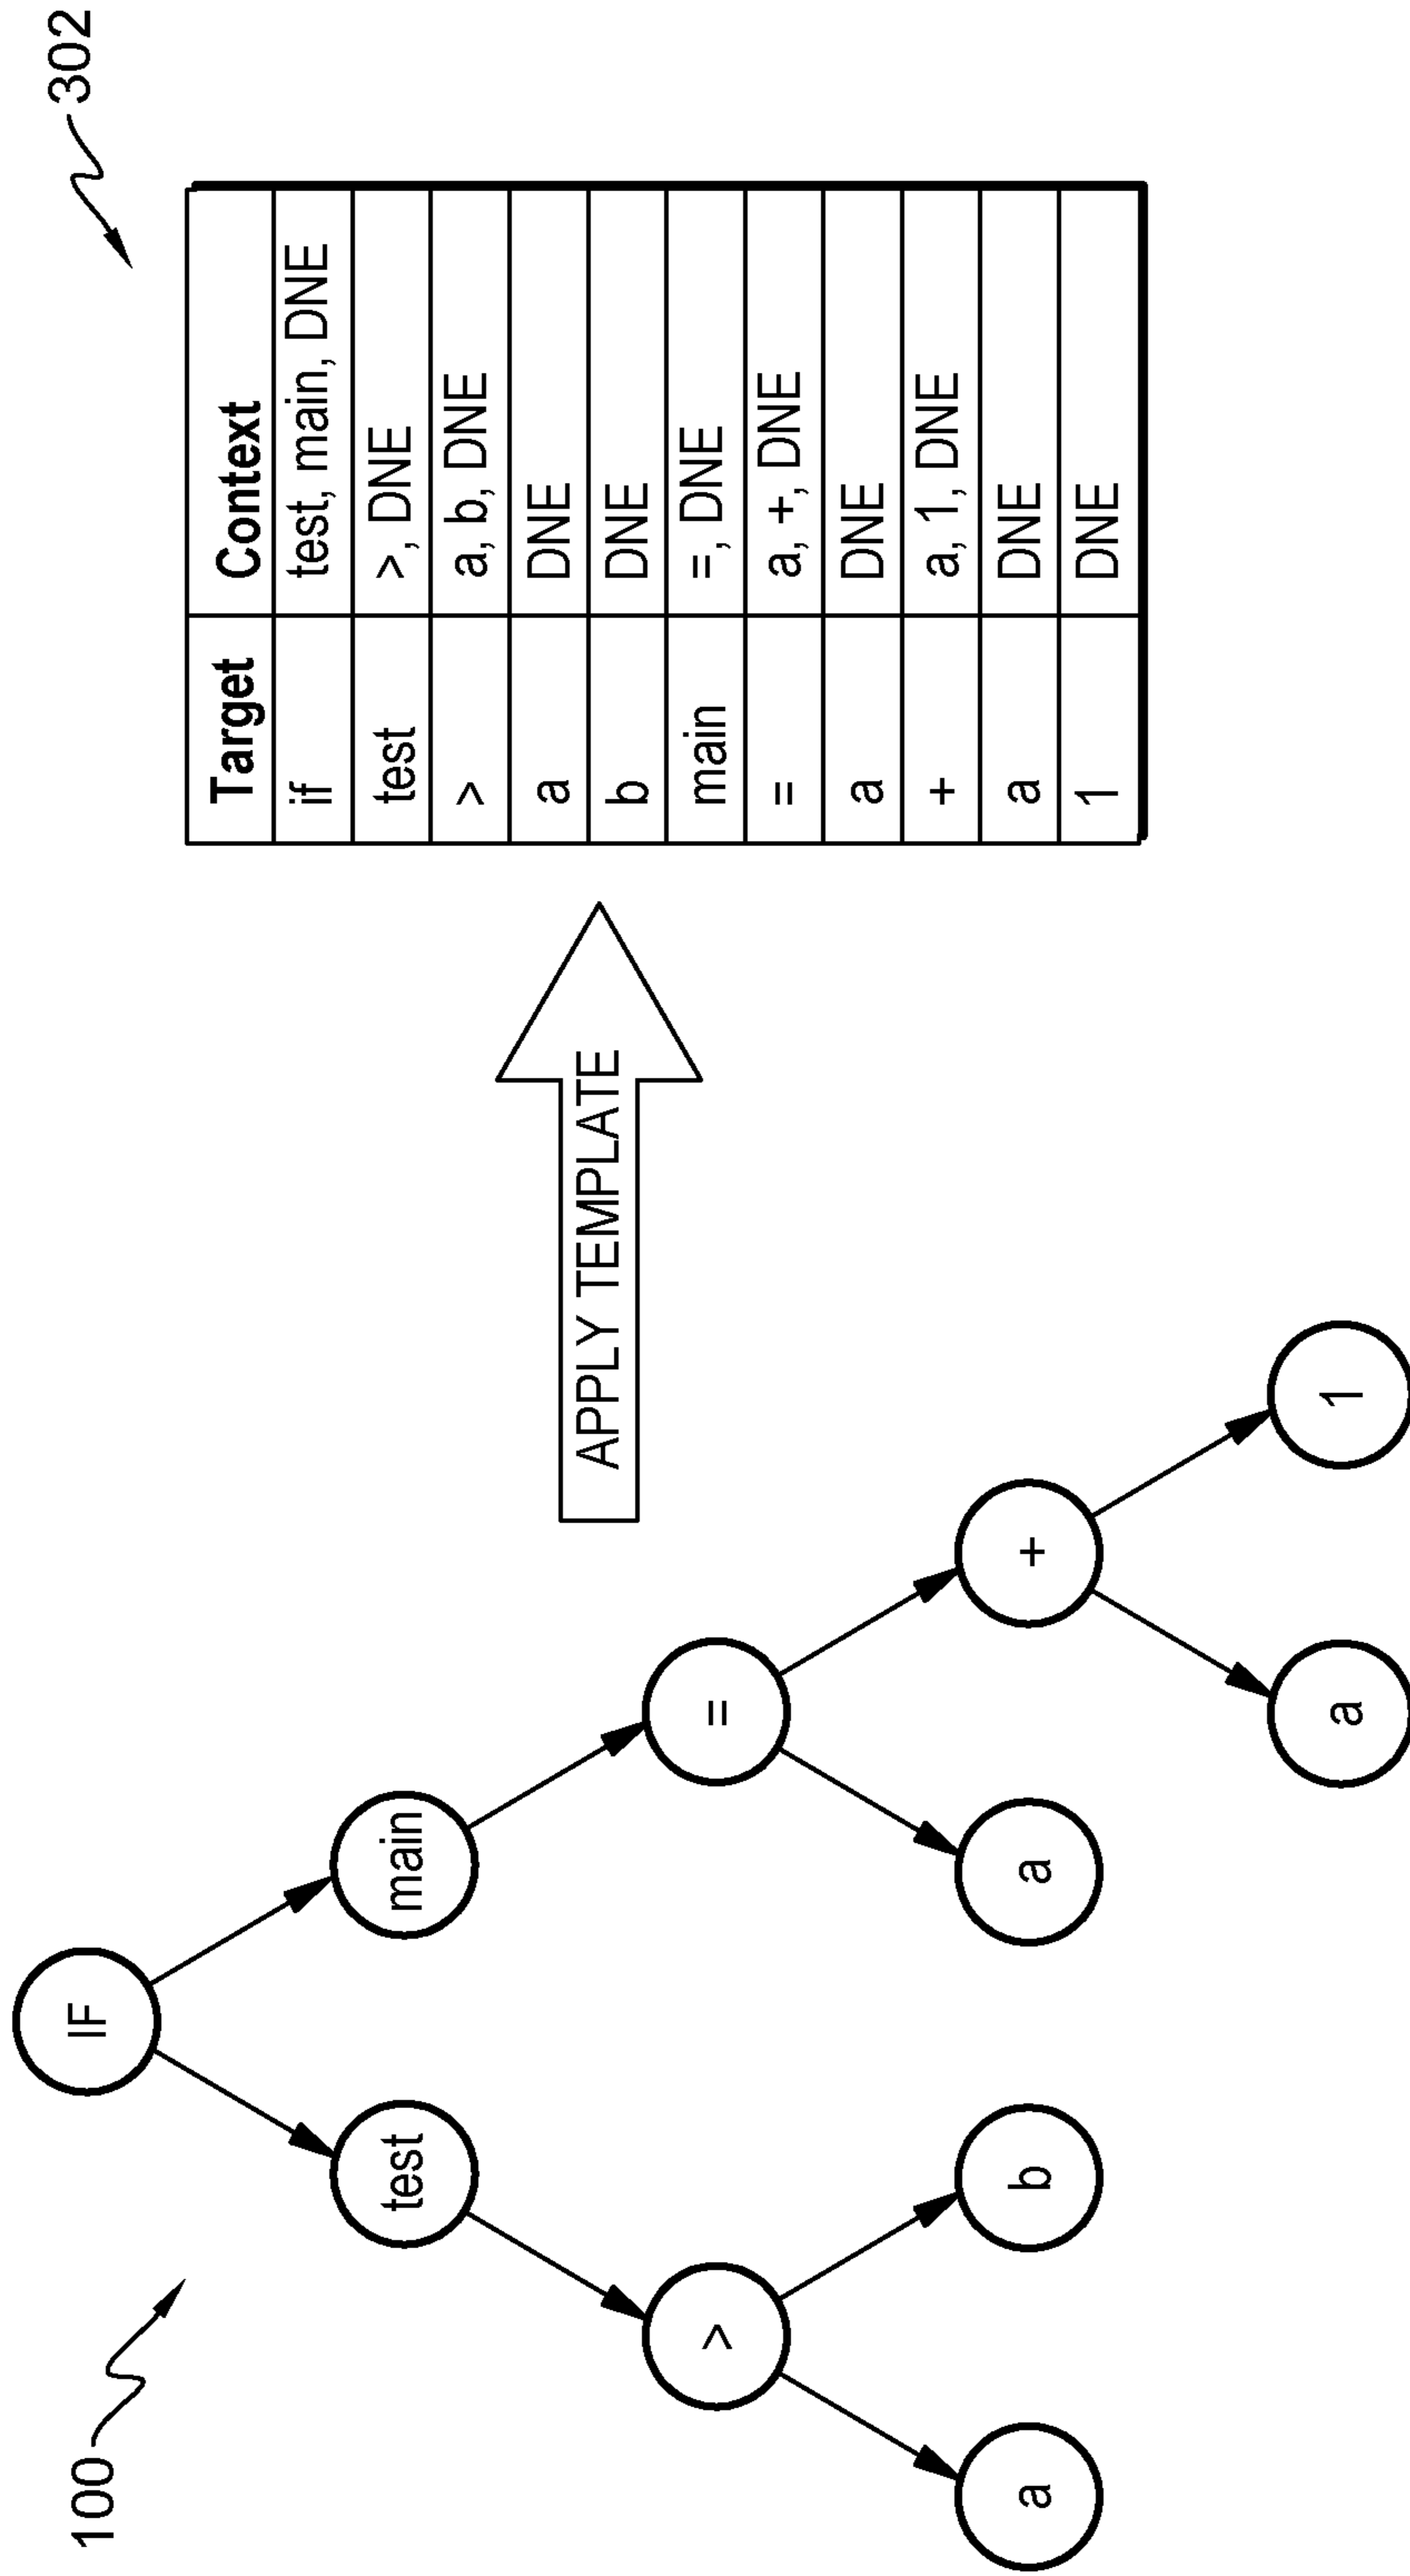 100
IF
test
main
>
=
a
b
a
+
a
1
APPLY TEMPLATE
302
Target Context
if test, main, DNE
test >, DNE
> a, b, DNE
a DNE
b DNE
main =, DNE
= a, +, DNE
a DNE
+ a, 1, DNE
a DNE
1 DNE